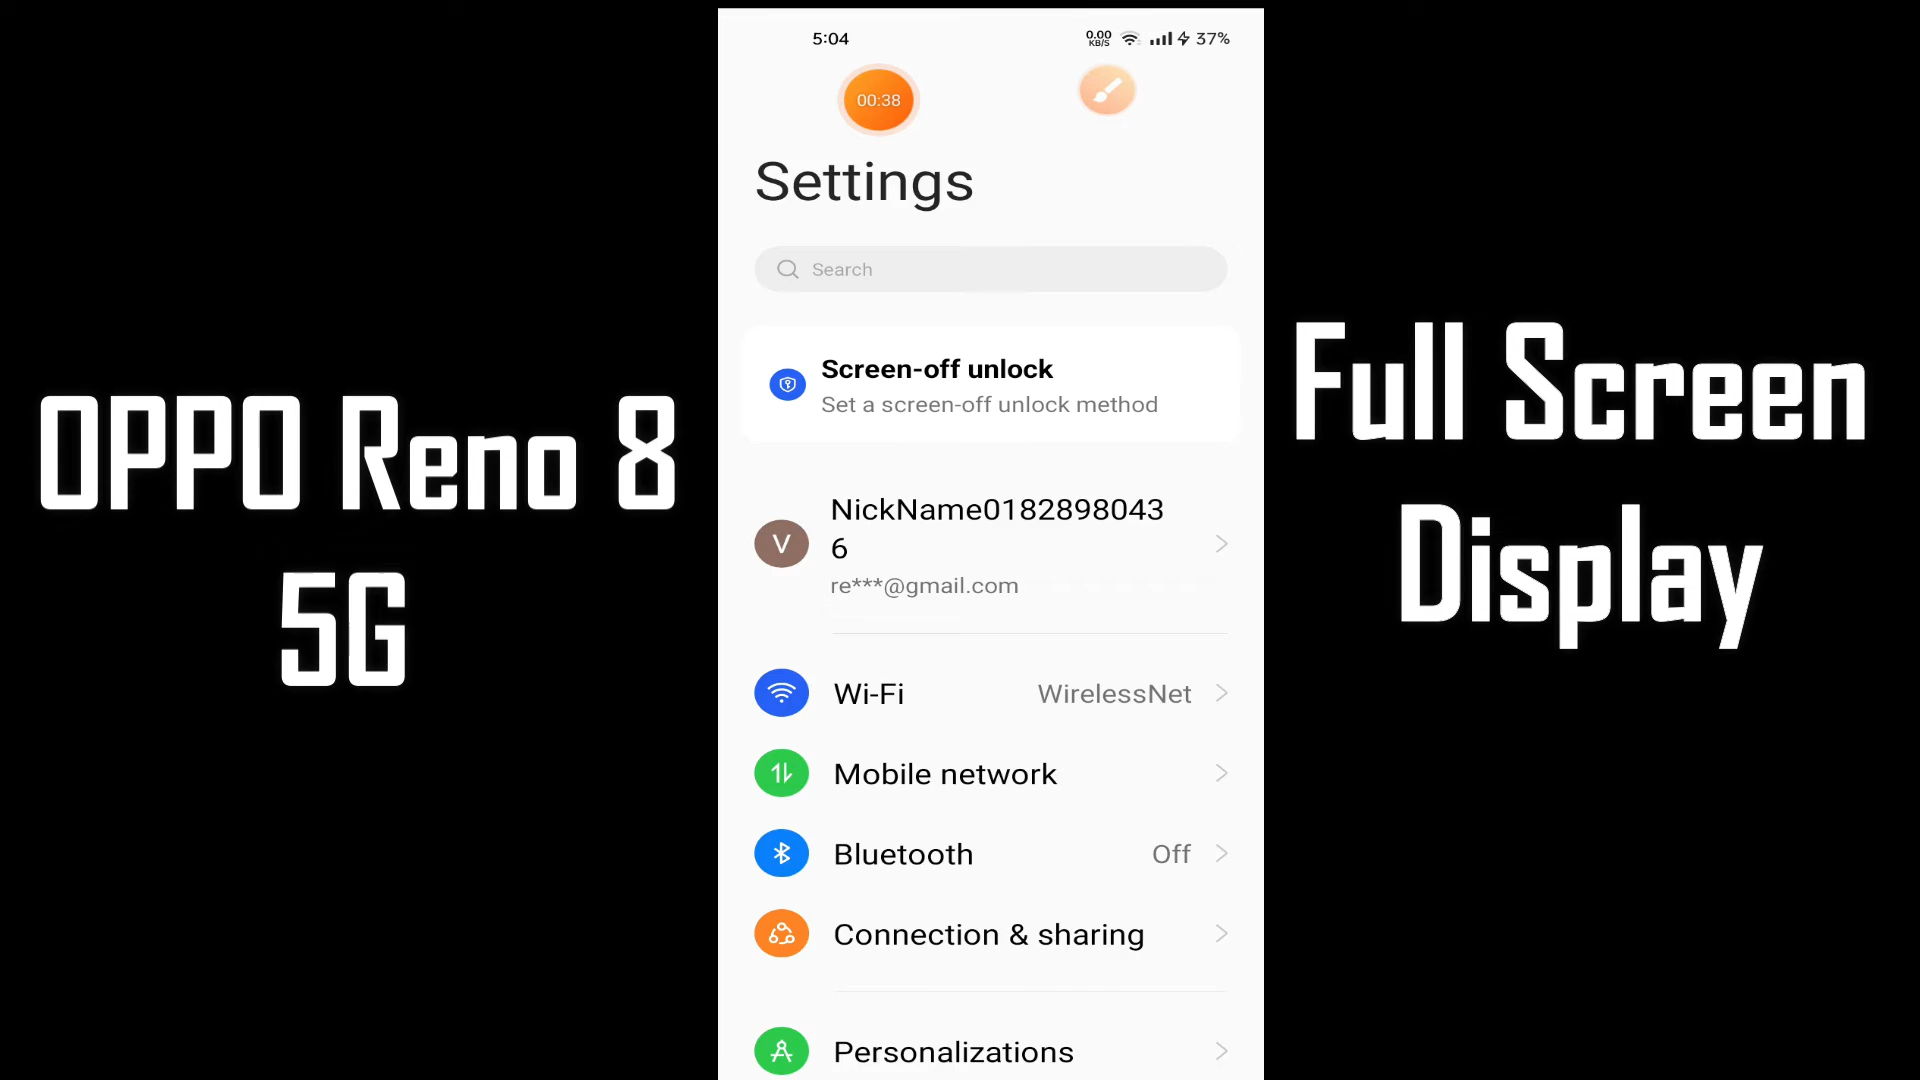 OPPO Reno 8
5G
5:04
0.00
KB/S
37%
00:38
Settings
Search
Screen-off unlock
Set a screen-off unlock method
NickName0182898043
6
V
re***@gmail.com
Wi-Fi WirelessNet
Mobile network
Bluetooth Off
Connection & sharing
Personalizations
Full Screen
Display